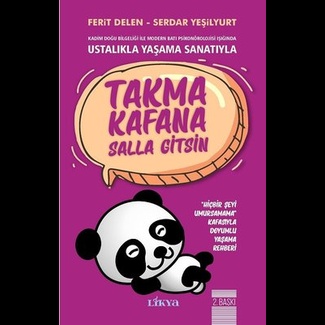 FERİT DELEN - SERDAR YEŞİLYURT
KADİM DOĞU BİLGELİĞİ İLE MODERN BATI PSİKONÖROLOJİSİ IŞIĞINDA
USTALIKLA YAŞAMA SANATIYLA
TAKMA
KAFANA
SALLA GİTSİN
"HİÇBİR ŞEYİ
UMURSAMAMA"
KAFASIYLA
DOYUMLU
YAŞAMA
REHBERİ
LİKYA
2. BASKI